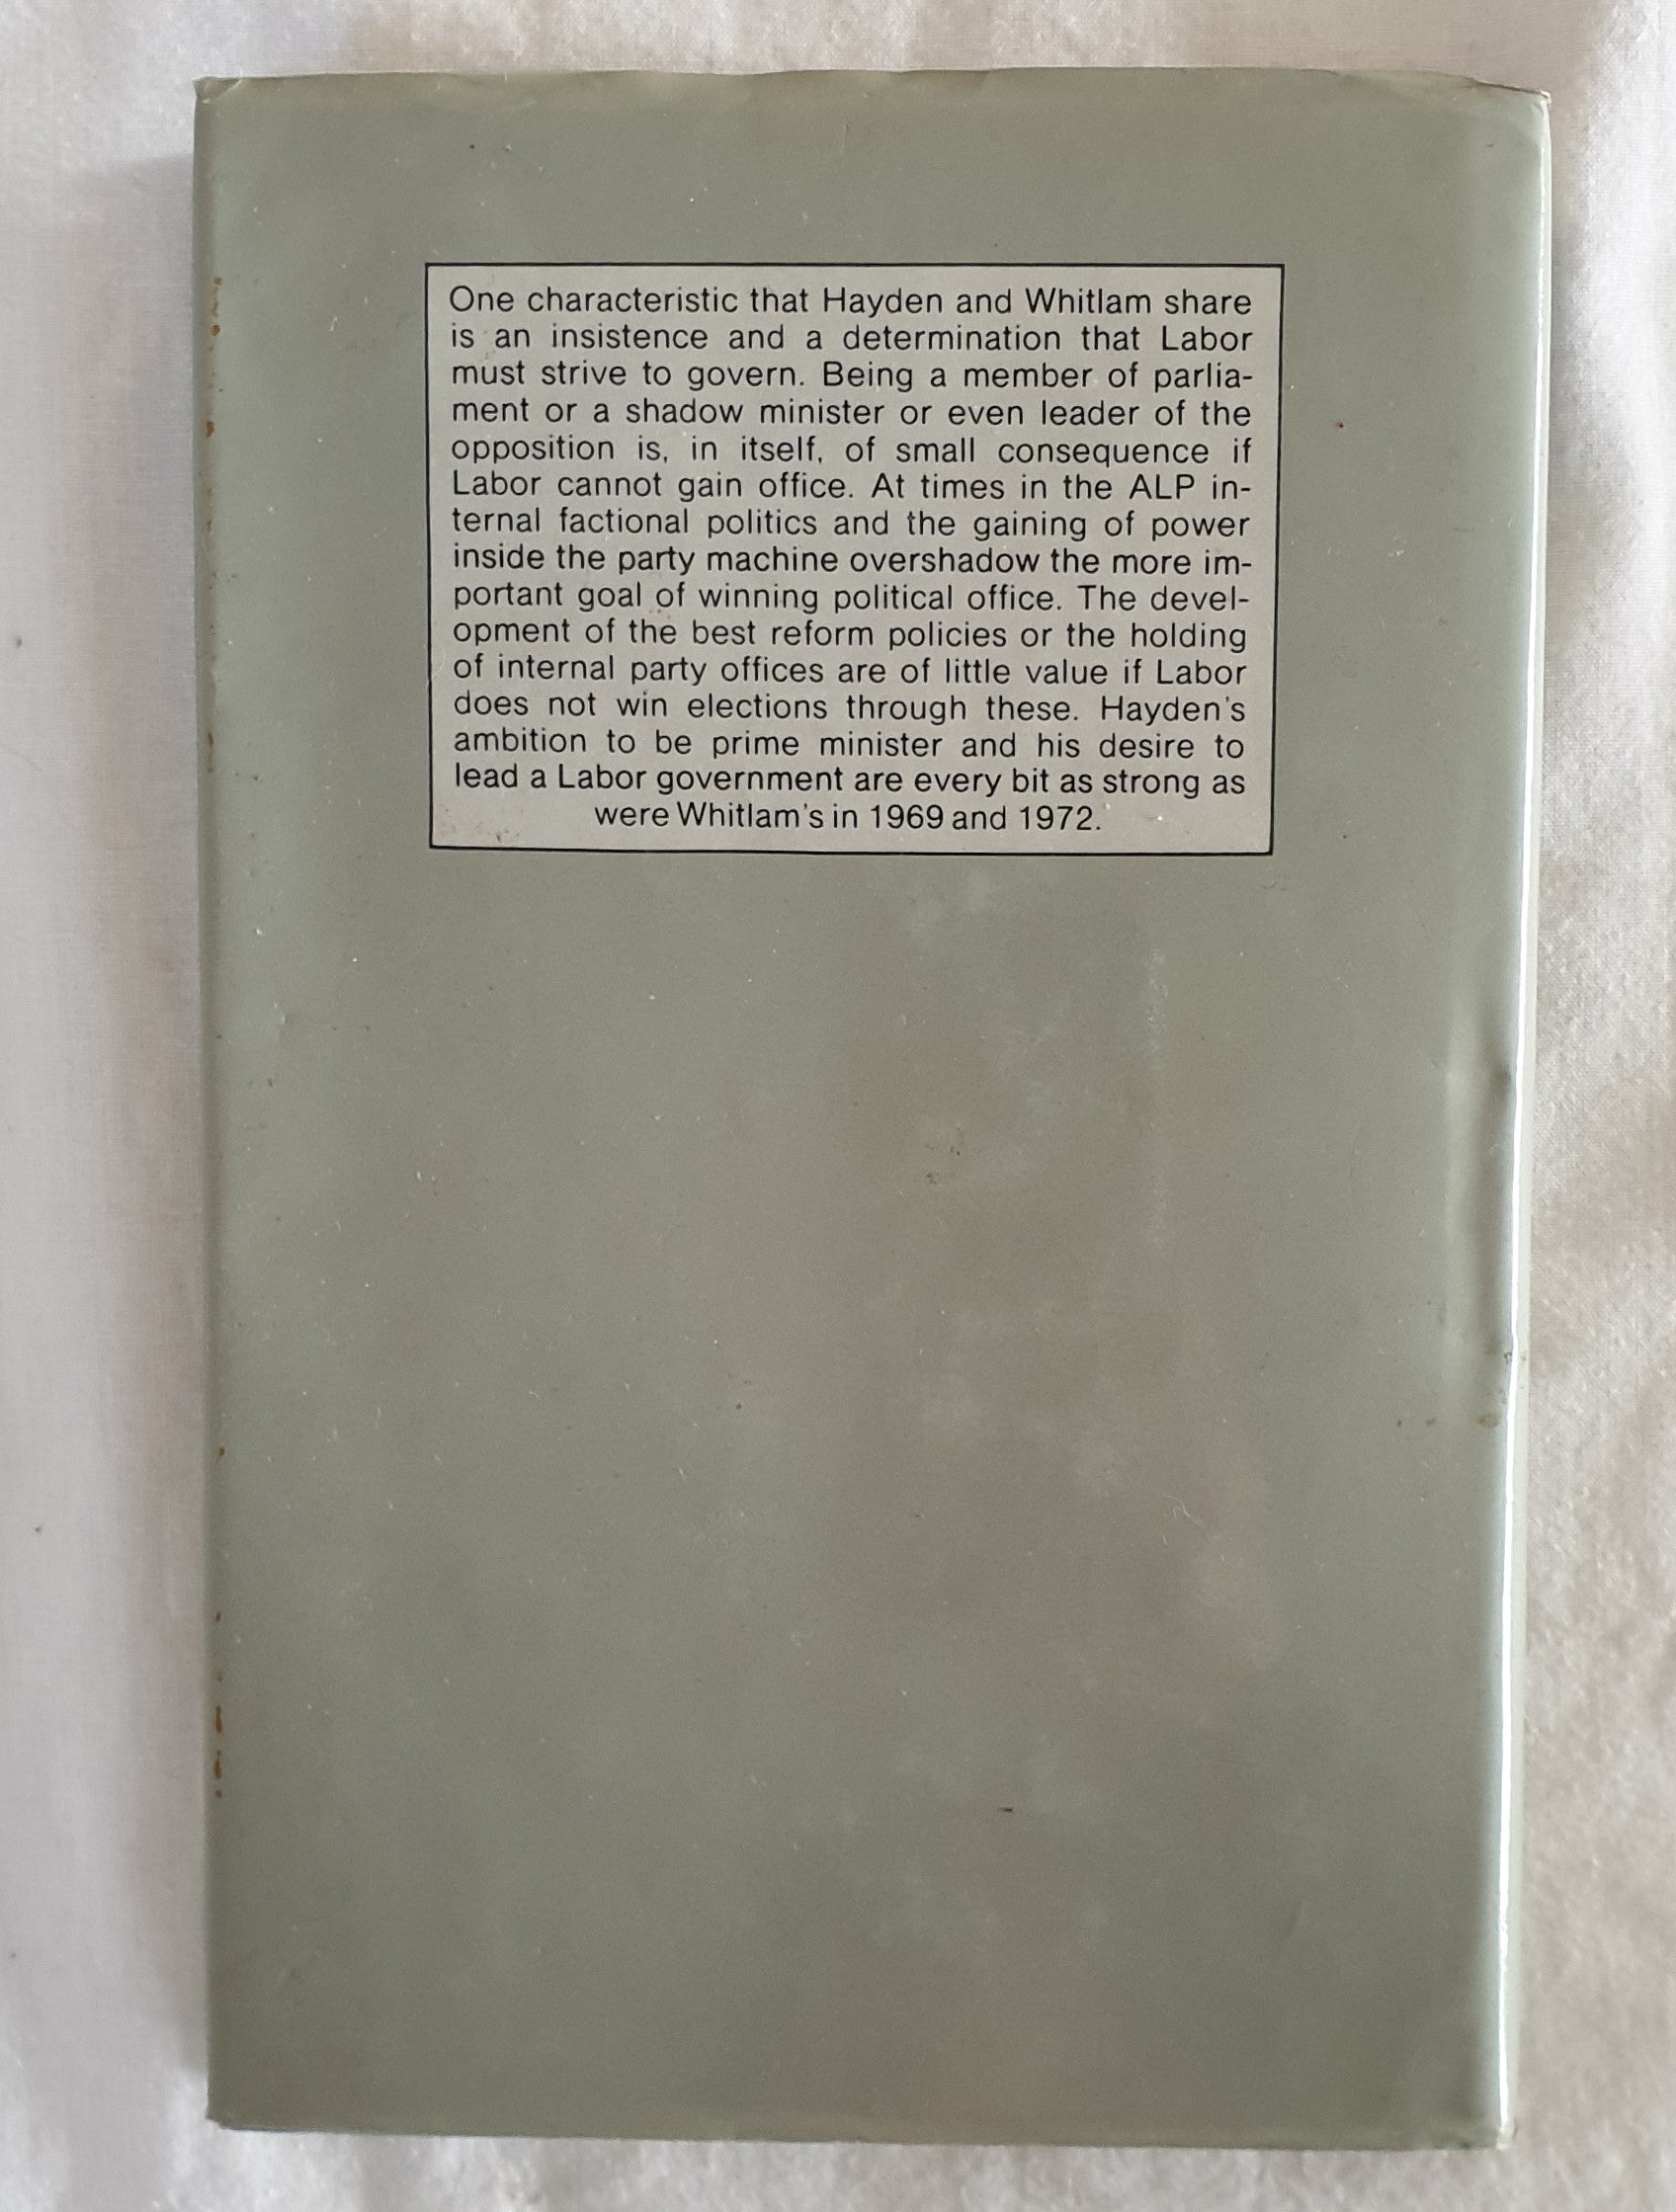 One characteristic that Hayden and Whitlam share
is an insistence and a determination that Labor
must strive to govern. Being a member of parlia-
ment or a shadow minister or even leader of the
opposition is, in itself, of small consequence if
Labor cannot gain office. At times in the ALP in-
ternal factional politics and the gaining of power
inside the party machine overshadow the more im-
portant goal of winning political office. The devel-
opment of the best reform policies or the holding
of internal party offices are of little value if Labor
does not win elections through these. Hayden's
ambition to be prime minister and his desire to
lead a Labor government are every bit as strong as
were Whitlam's in 1969 and 1972.